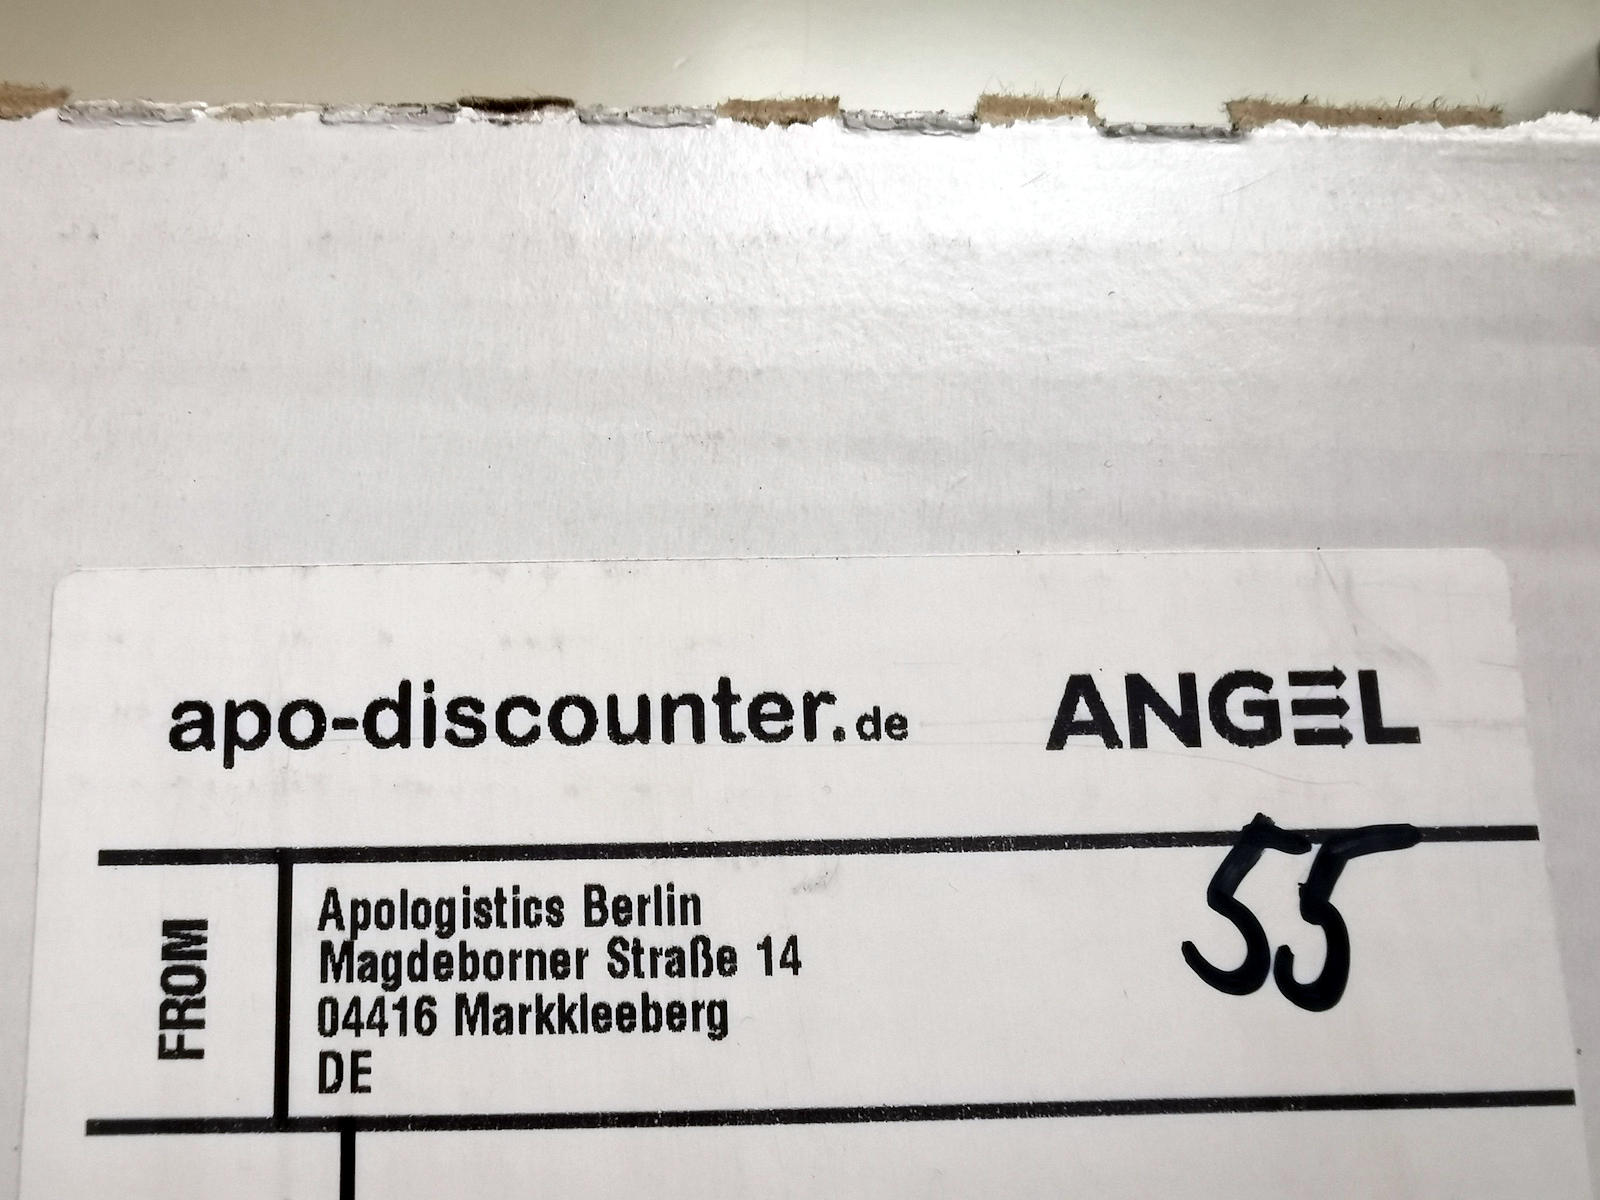 apo-discounter.de ANGEL
55
FROM
Apologistics Berlin
Magdeborner Straße 14
04416 Markkleeberg
DE